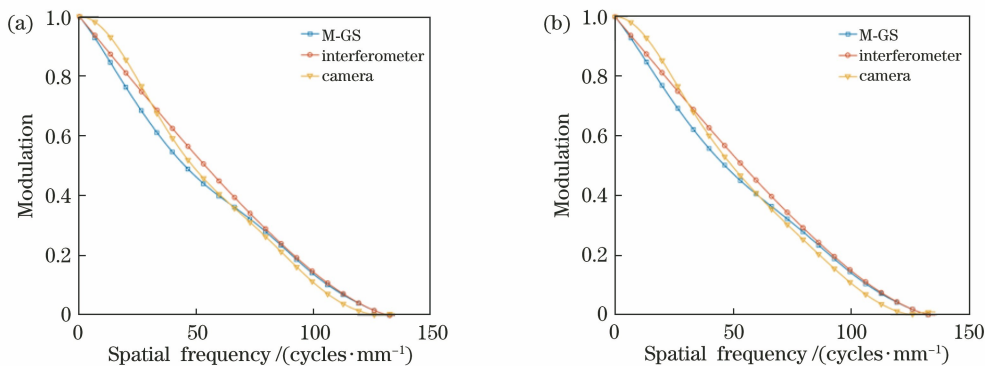 (a)
1.0
0.8
0.6
0.4
0.2
0
Modulation
M-GS
interferometer
camera
0 50 100 150
Spatial frequency /(cycles·mm⁻¹)
(b)
1.0
0.8
0.6
0.4
0.2
0
Modulation
M-GS
interferometer
camera
0 50 100 150
Spatial frequency /(cycles·mm⁻¹)